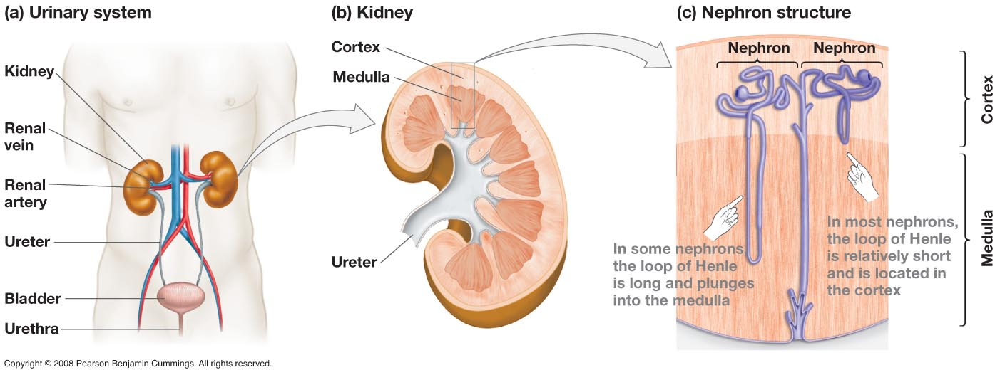 (a) Urinary system
Kidney
Renal
vein
Renal
artery
Ureter
Bladder
Urethra
(b) Kidney
Cortex
Medulla
Ureter
(c) Nephron structure
Nephron
Nephron
Cortex
Medulla
In some nephrons,
the loop of Henle
is long and plunges
into the medulla
In most nephrons,
the loop of Henle
is relatively short
and is located in
the cortex
Copyright © 2008 Pearson Benjamin Cummings. All rights reserved.